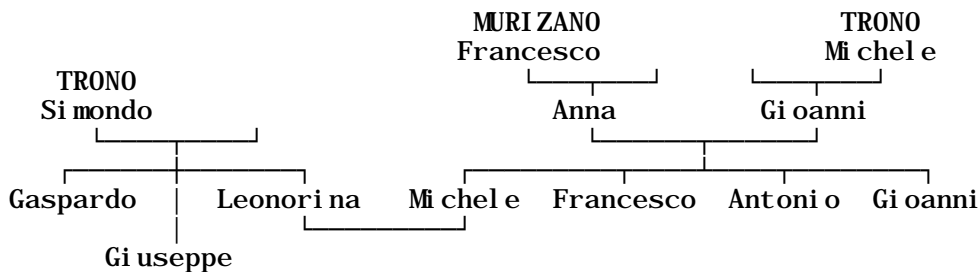 MURIZANO TRONO
Francesco Michele
TRONO
Simondo Anna Gioanni
Gaspardo Leonorina Michele Francesco Antonio Gioanni
Giuseppe